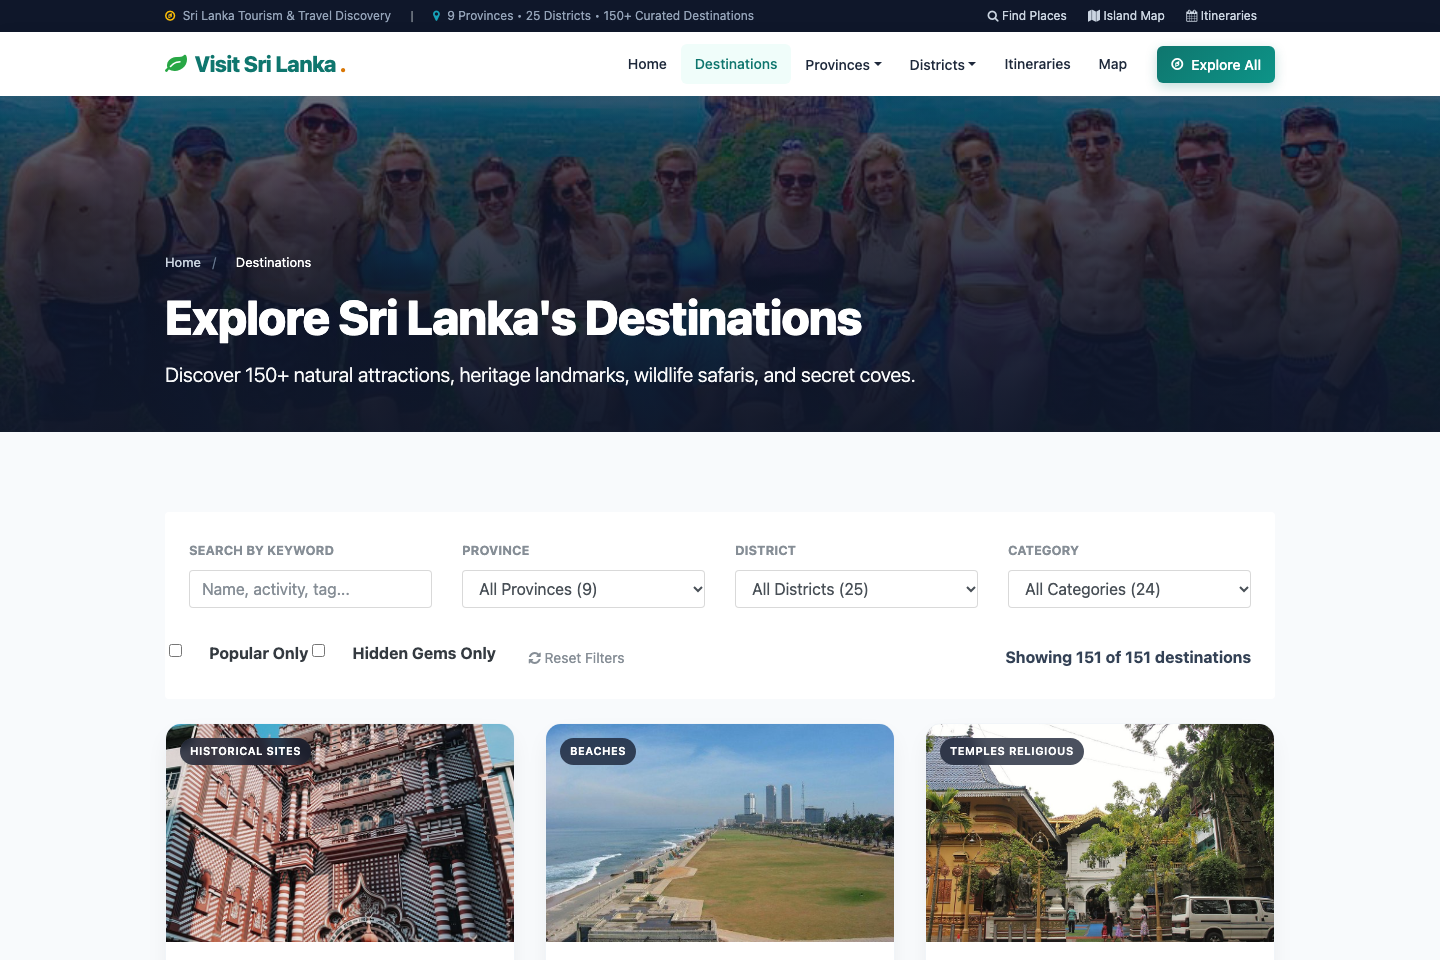 Sri Lanka Tourism & Travel Discovery | 9 Provinces • 25 Districts • 150+ Curated Destinations Find Places Island Map Itineraries
Visit Sri Lanka . Home Destinations Provinces Districts Itineraries Map Explore All
Home / Destinations
Explore Sri Lanka's Destinations
Discover 150+ natural attractions, heritage landmarks, wildlife safaris, and secret coves.
SEARCH BY KEYWORD PROVINCE DISTRICT CATEGORY
Name, activity, tag... All Provinces (9) All Districts (25) All Categories (24)
Popular Only Hidden Gems Only Reset Filters Showing 151 of 151 destinations
HISTORICAL SITES BEACHES TEMPLES RELIGIOUS